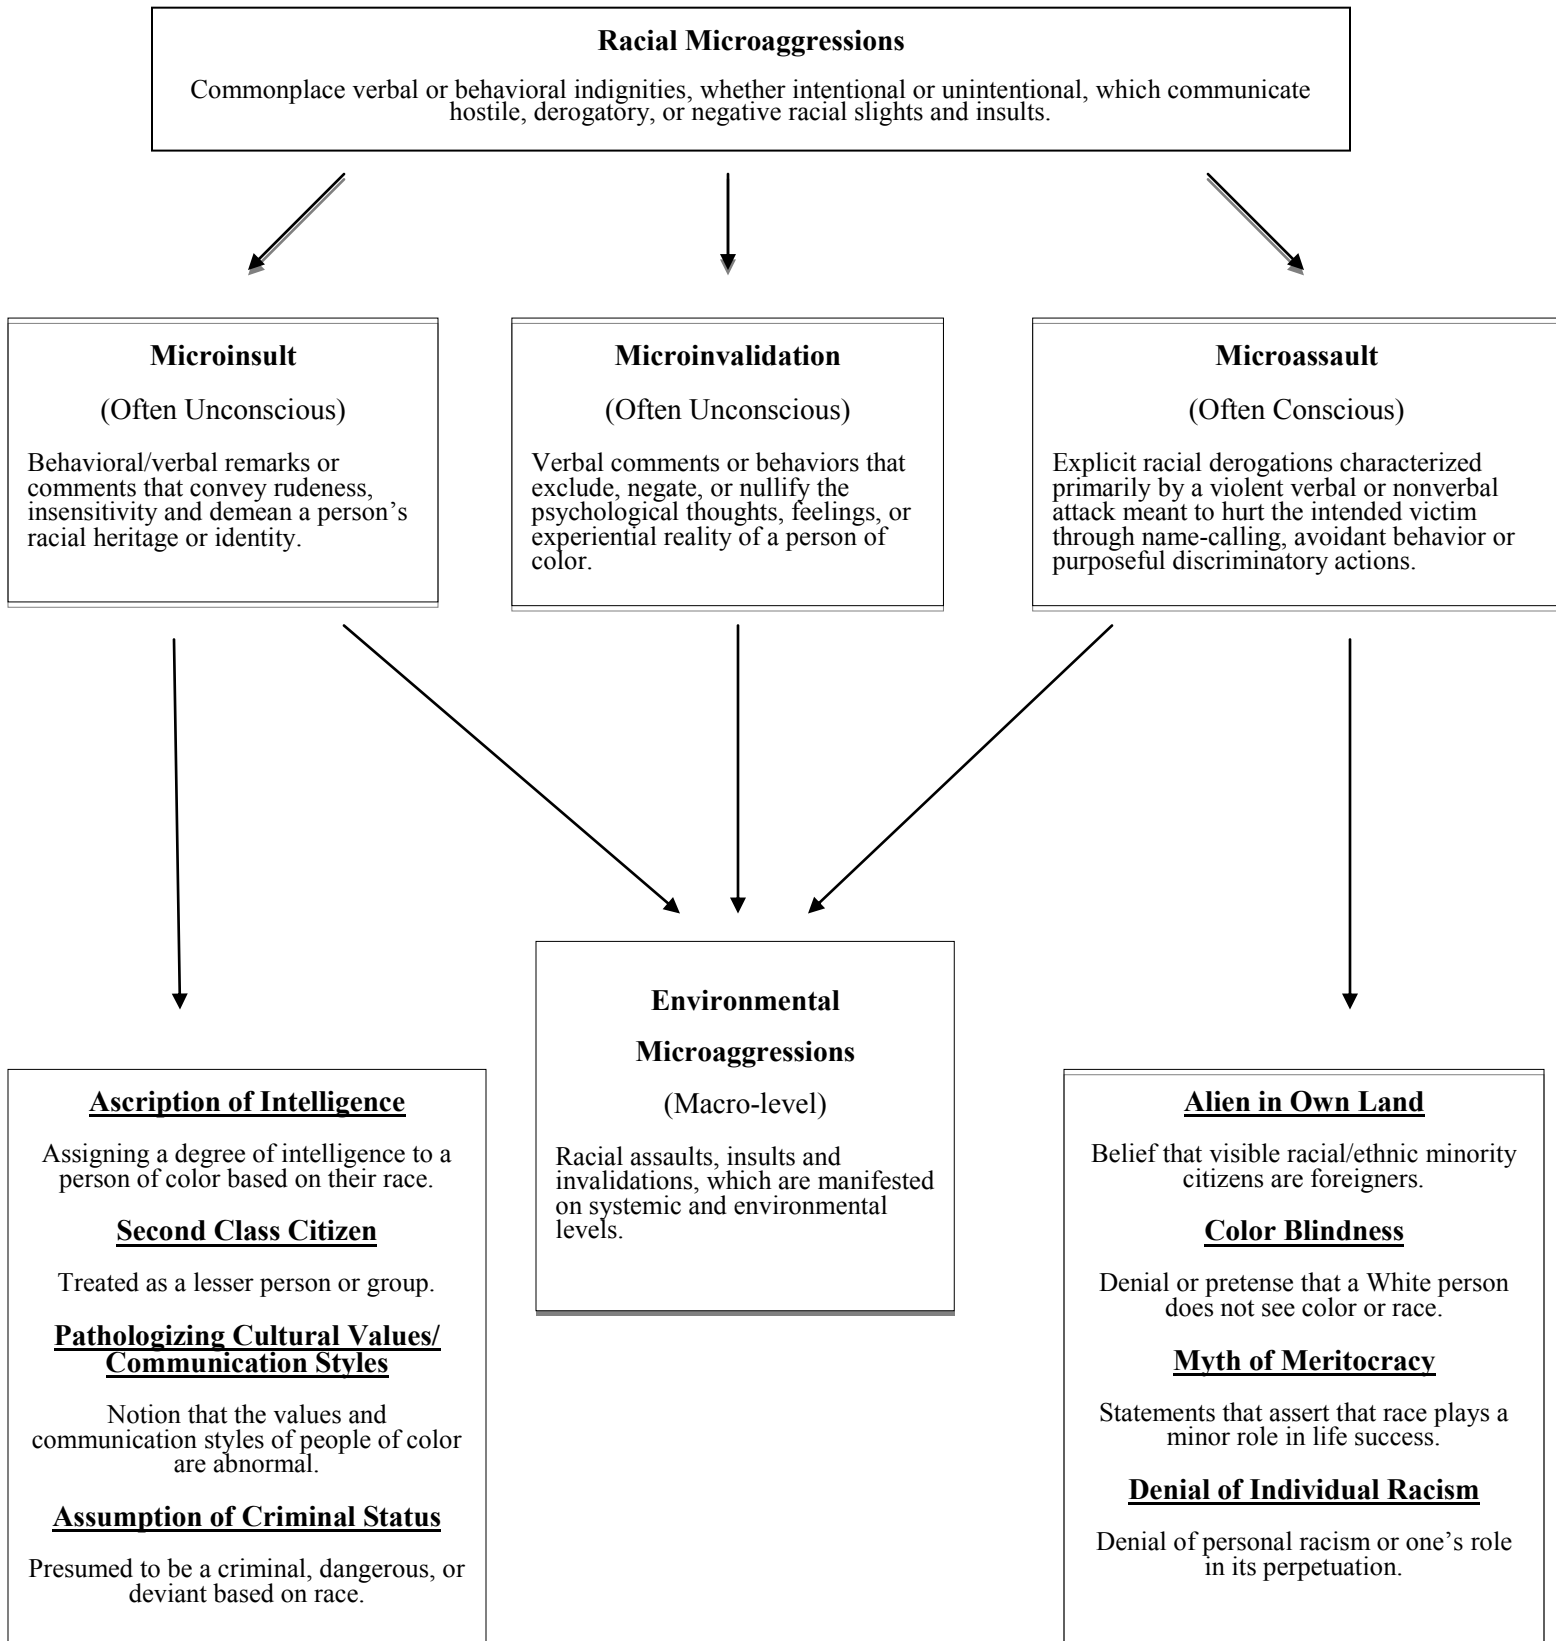 Racial Microaggressions
Commonplace verbal or behavioral indignities, whether intentional or unintentional, which communicate
hostile, derogatory, or negative racial slights and insults.
Microinsult
(Often Unconscious)
Behavioral/verbal remarks or
comments that convey rudeness,
insensitivity and demean a person’s
racial heritage or identity.
Microinvalidation
(Often Unconscious)
Verbal comments or behaviors that
exclude, negate, or nullify the
psychological thoughts, feelings, or
experiential reality of a person of
color.
Microassault
(Often Conscious)
Explicit racial derogations characterized
primarily by a violent verbal or nonverbal
attack meant to hurt the intended victim
through name-calling, avoidant behavior or
purposeful discriminatory actions.
Environmental
Microaggressions
(Macro-level)
Racial assaults, insults and
invalidations, which are manifested
on systemic and environmental
levels.
Ascription of Intelligence
Assigning a degree of intelligence to a
person of color based on their race.
Second Class Citizen
Treated as a lesser person or group.
Pathologizing Cultural Values/
Communication Styles
Notion that the values and
communication styles of people of color
are abnormal.
Assumption of Criminal Status
Presumed to be a criminal, dangerous, or
deviant based on race.
Alien in Own Land
Belief that visible racial/ethnic minority
citizens are foreigners.
Color Blindness
Denial or pretense that a White person
does not see color or race.
Myth of Meritocracy
Statements that assert that race plays a
minor role in life success.
Denial of Individual Racism
Denial of personal racism or one’s role
in its perpetuation.